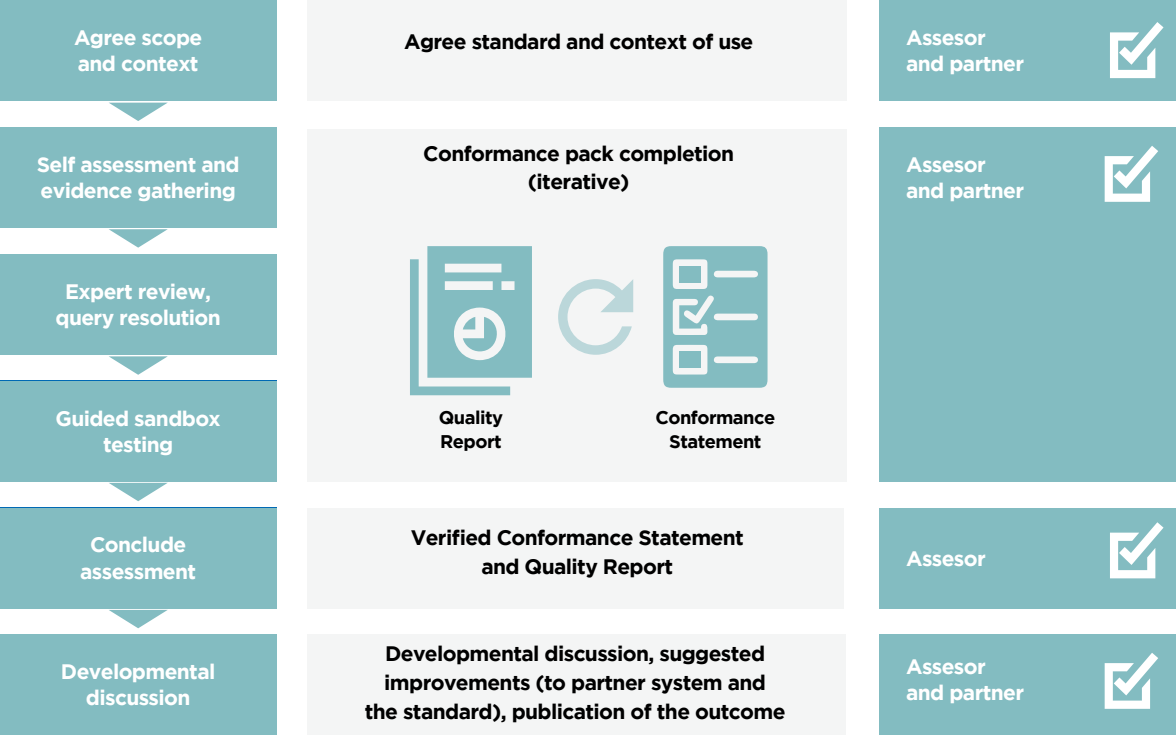 Agree scope
and context
Agree standard and context of use
Assesor
and partner
Self assessment and
evidence gathering
Conformance pack completion
(iterative)
Assesor
and partner
Expert review,
query resolution
Guided sandbox
testing
Quality
Report
Conformance
Statement
Conclude
assessment
Verified Conformance Statement
and Quality Report
Assesor
Developmental
discussion
Developmental discussion, suggested
improvements (to partner system and
the standard), publication of the outcome
Assesor
and partner